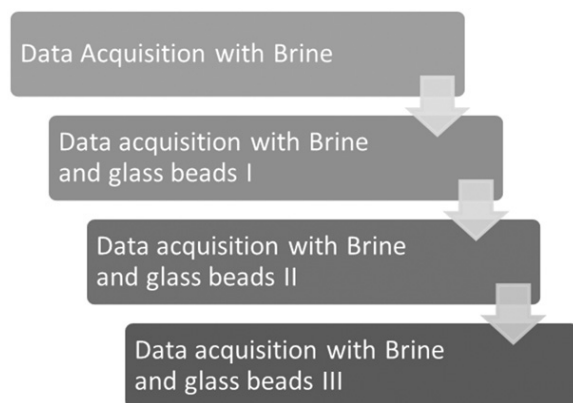 Data Acquisition with Brine
Data acquisition with Brine
and glass beads I
Data acquisition with Brine
and glass beads II
Data acquisition with Brine
and glass beads III